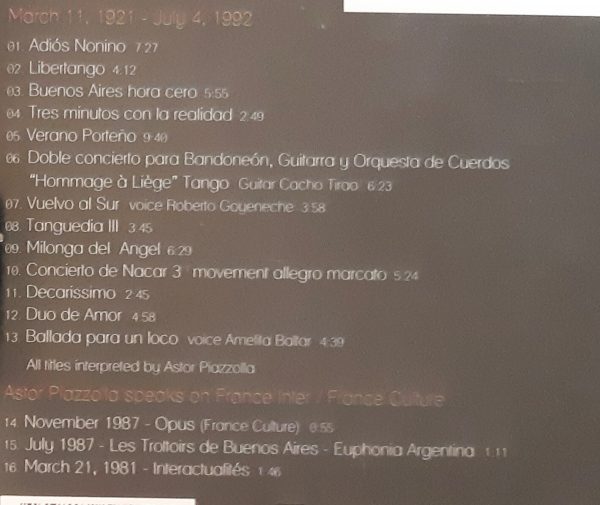 March 11, 1921 - July 4, 1992
01. Adiós Nonino 7:27
02. Libertango 4:12
03. Buenos Aires hora cero 5:55
04. Tres minutos con la realidad 2:49
05. Verano Porteño 9:40
06. Doble concierto para Bandoneón, Guitarra y Orquesta de Cuerdos
"Hommage à Liège" Tango Guitar Cacho Tirao 6:23
07. Vuelvo al Sur voice Roberto Goyeneche 3:58
08. Tanguedia III 3:45
09. Milonga del Angel 6:29
10. Concierto de Nacar 3° movement allegro marcato 5:24
11. Decarissimo 2:45
12. Duo de Amor 4:58
13. Ballada para un loco voice Amelita Baltar 4:39
All titles interpreted by Astor Piazzolla
Astor Piazzolla speaks on France Inter / France Culture
14. November 1987 - Opus (France Culture) 0:55
15. July 1987 - Les Trottoirs de Buenos Aires - Euphonia Argentina 1:11
16. March 21, 1981 - Interactualités 1:46